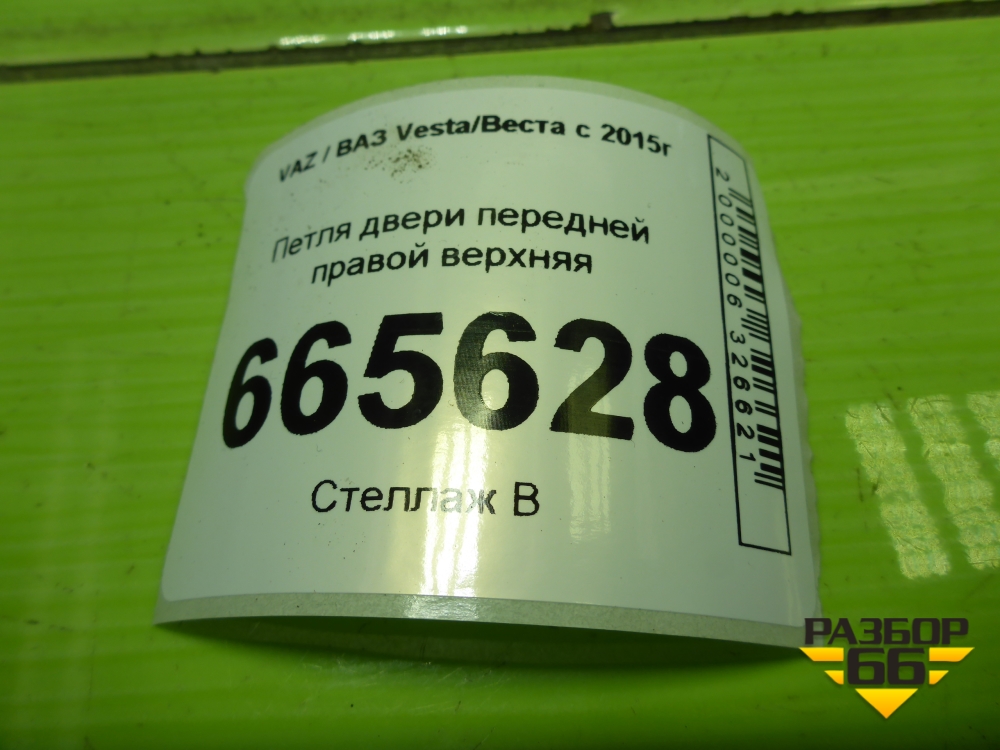 VAZ / ВАЗ Vesta/Веста с 2015г
Петля двери передней
правой верхняя
665628
Стеллаж В
2000006326621
РАЗБОР
66